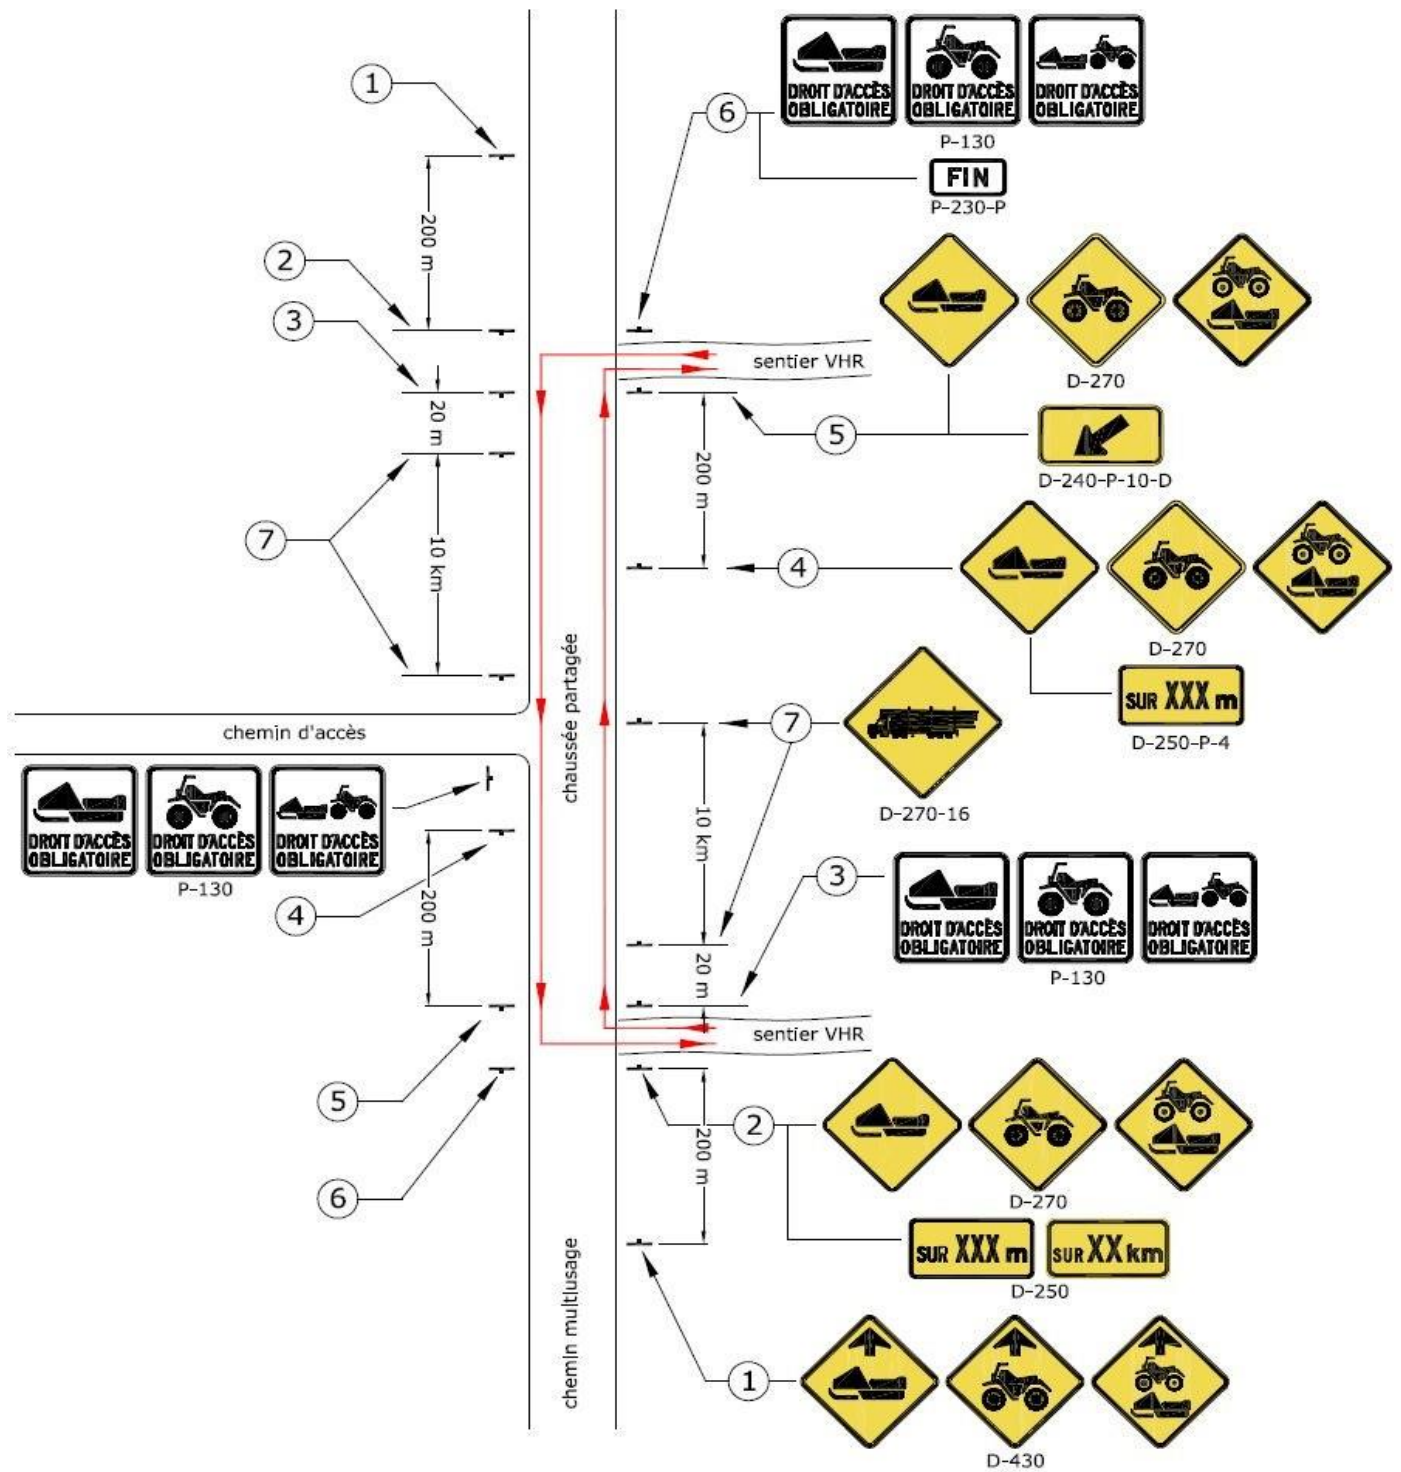 DROIT D'ACCÈS
OBLIGATOIRE
DROIT D'ACCÈS
OBLIGATOIRE
DROIT D'ACCÈS
OBLIGATOIRE
P-130
FIN
P-230-P
6
1
200 m
2
3
20 m
sentier VHR
D-270
5
D-240-P-10-D
200 m
7
10 km
4
D-270
SUR XXX m
D-250-P-4
chaussée partagée
chemin d'accès
7
D-270-16
10 km
DROIT D'ACCÈS
OBLIGATOIRE
DROIT D'ACCÈS
OBLIGATOIRE
DROIT D'ACCÈS
OBLIGATOIRE
P-130
4
200 m
3
DROIT D'ACCÈS
OBLIGATOIRE
DROIT D'ACCÈS
OBLIGATOIRE
DROIT D'ACCÈS
OBLIGATOIRE
P-130
20 m
sentier VHR
5
6
2
200 m
D-270
SUR XXX m
SUR XX km
D-250
chemin multiusage
1
D-430